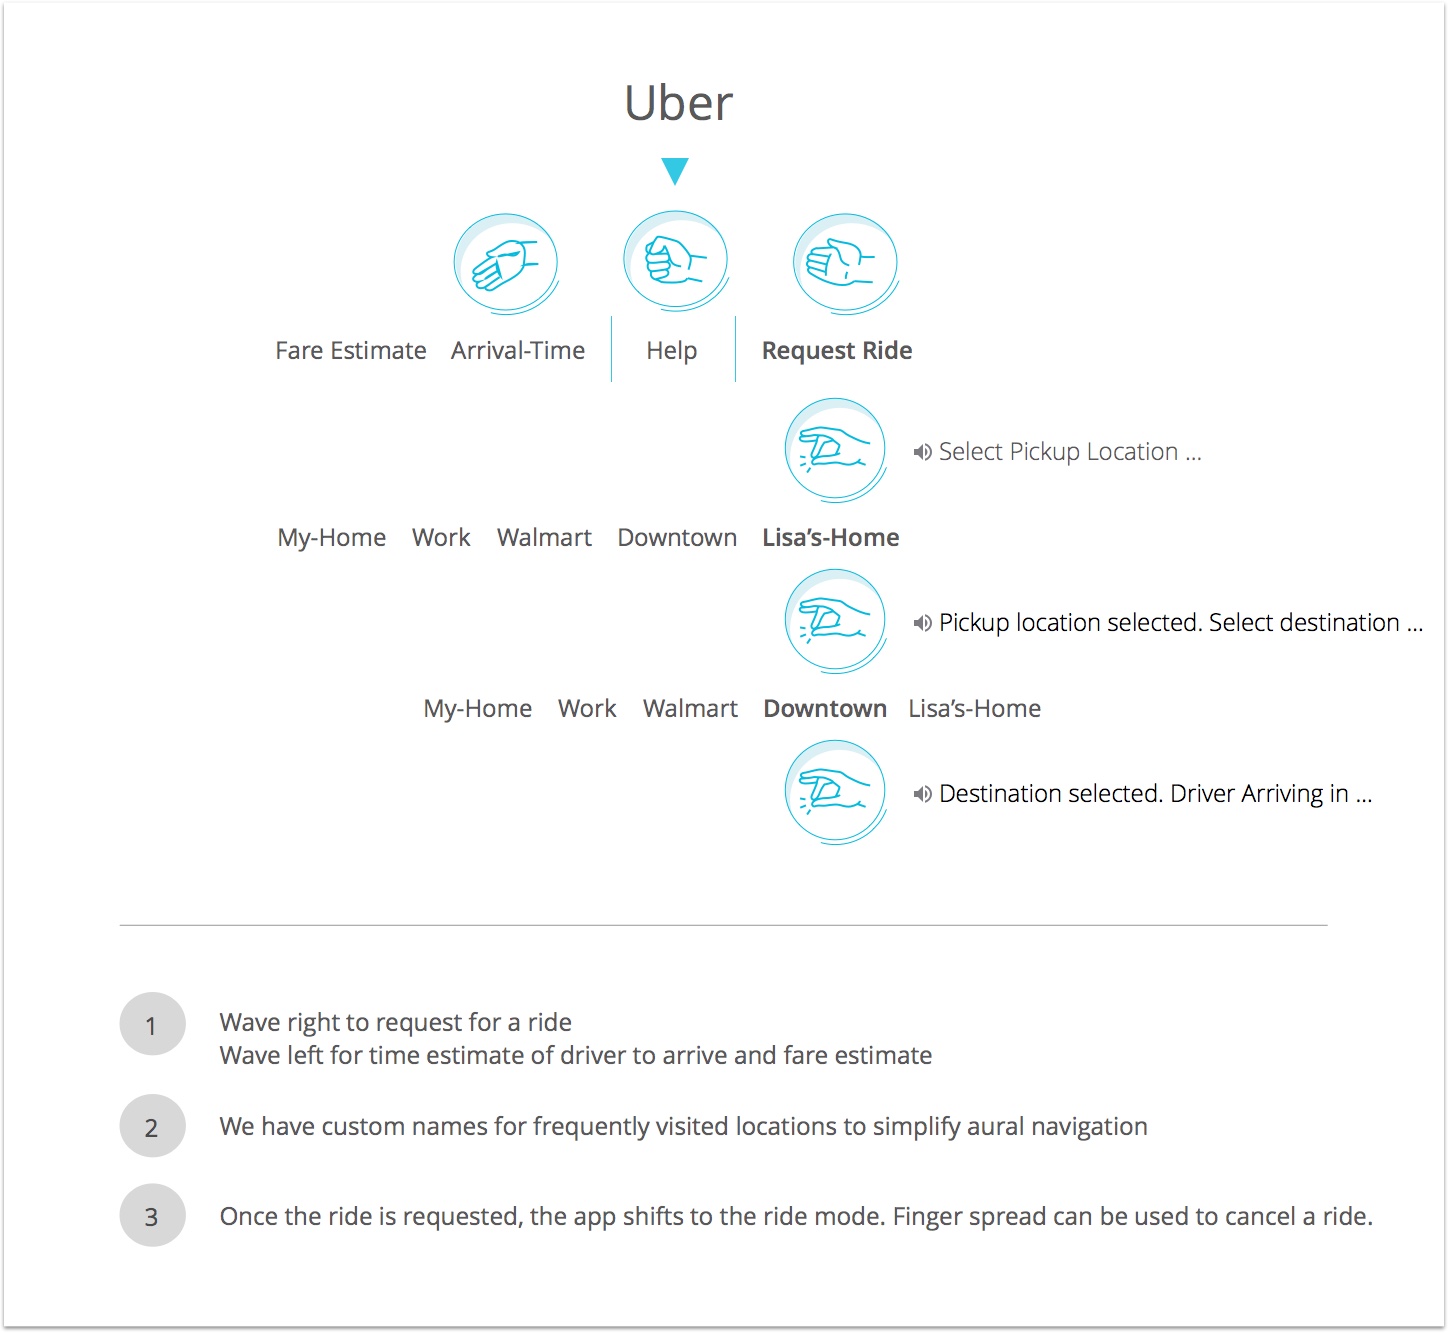 Uber
Fare Estimate Arrival-Time Help Request Ride
Select Pickup Location ...
My-Home Work Walmart Downtown Lisa’s-Home
Pickup location selected. Select destination ...
My-Home Work Walmart Downtown Lisa’s-Home
Destination selected. Driver Arriving in ...
1 Wave right to request for a ride
Wave left for time estimate of driver to arrive and fare estimate
2 We have custom names for frequently visited locations to simplify aural navigation
3 Once the ride is requested, the app shifts to the ride mode. Finger spread can be used to cancel a ride.